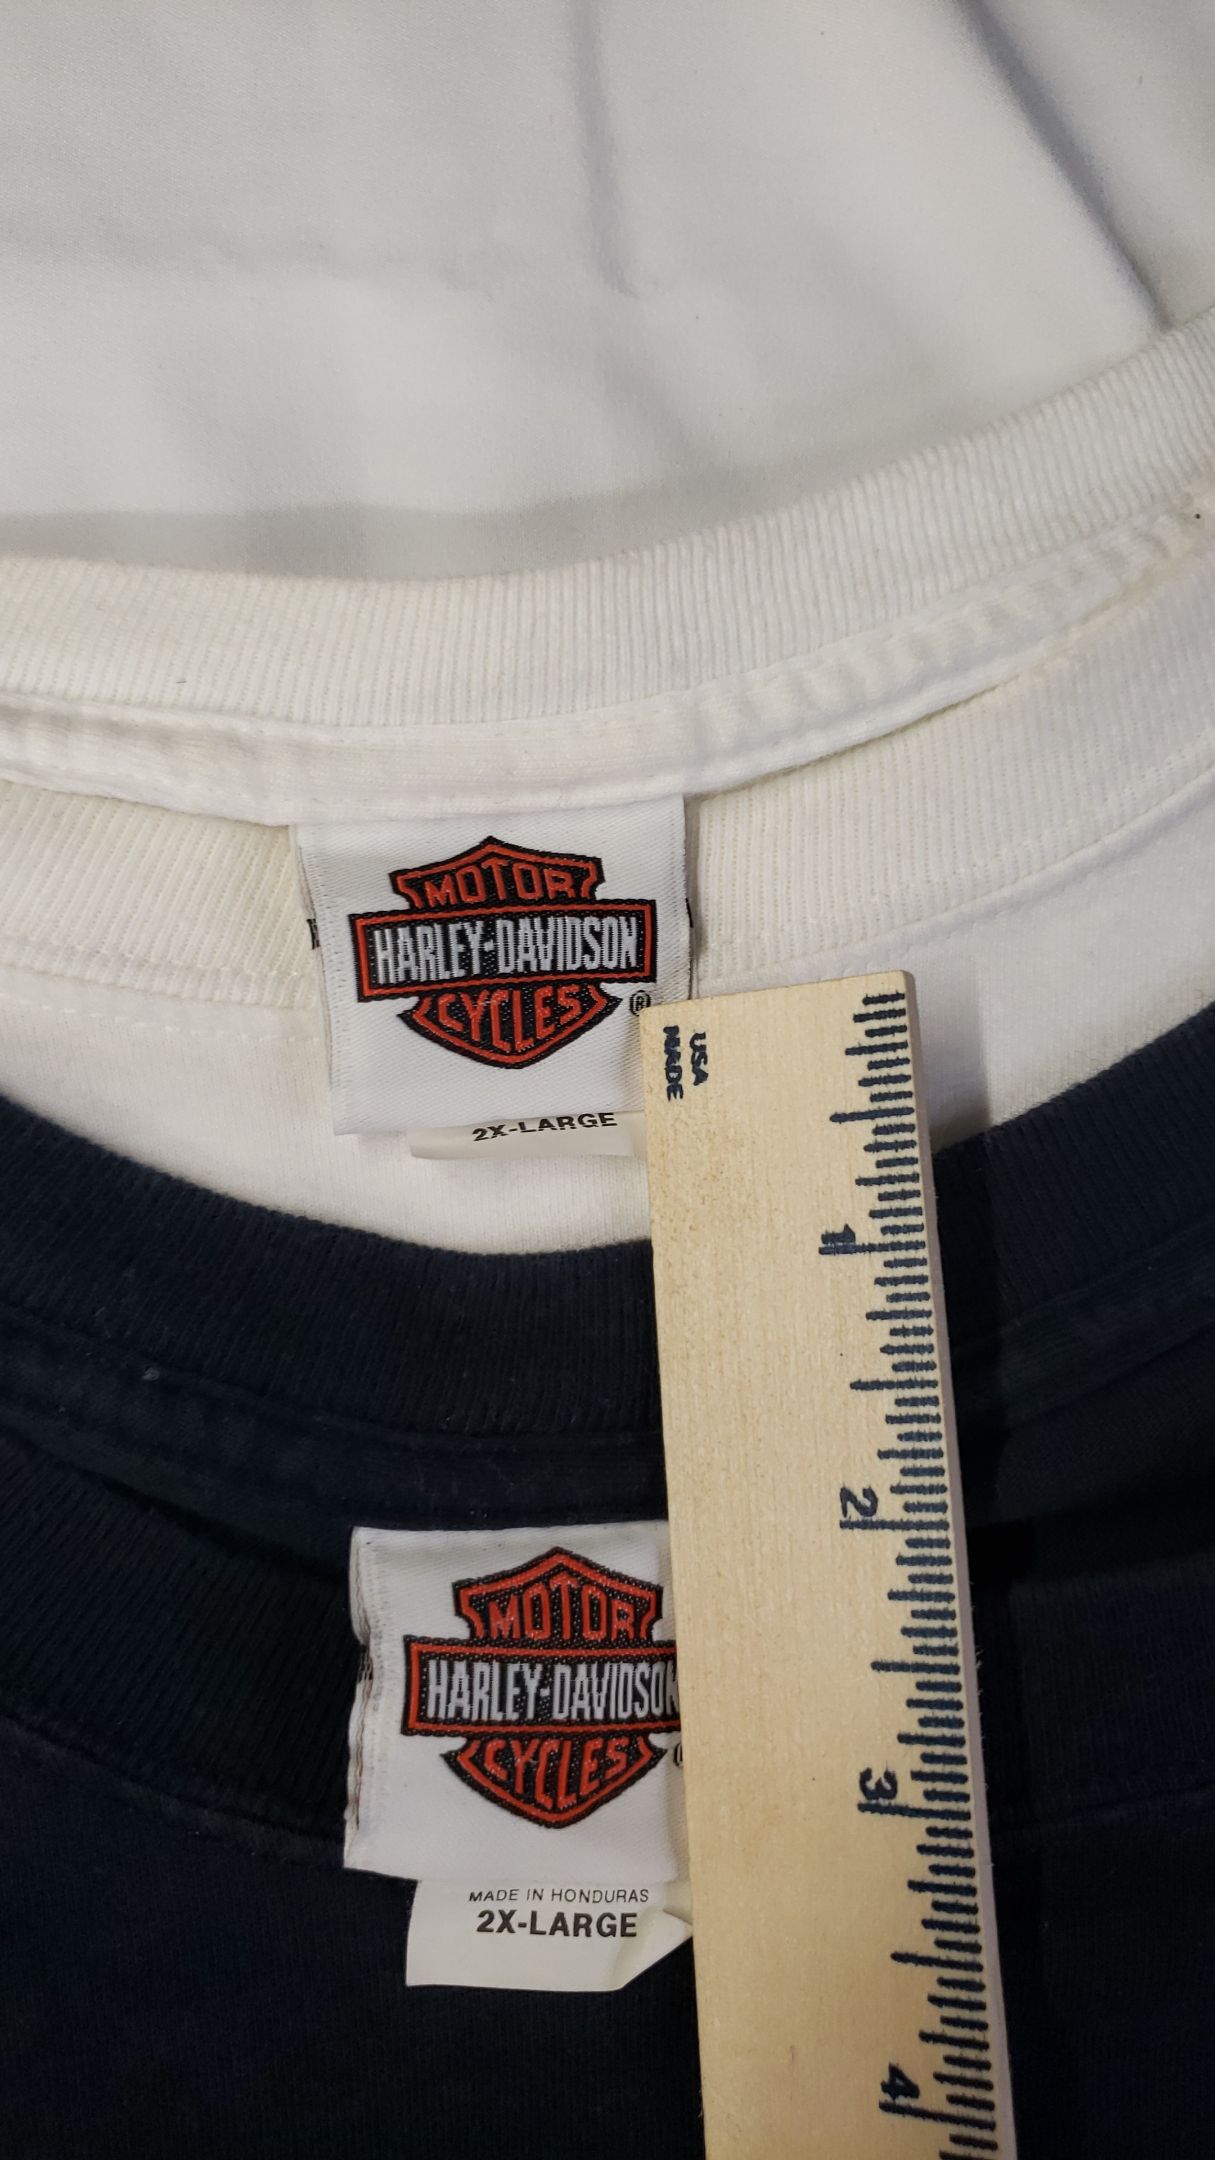 MOTOR
HARLEY-DAVIDSON
CYCLES
®
2X-LARGE
USA
MADE
1
2
3
4
MOTOR
HARLEY-DAVIDSON
CYCLES
MADE IN HONDURAS
2X-LARGE